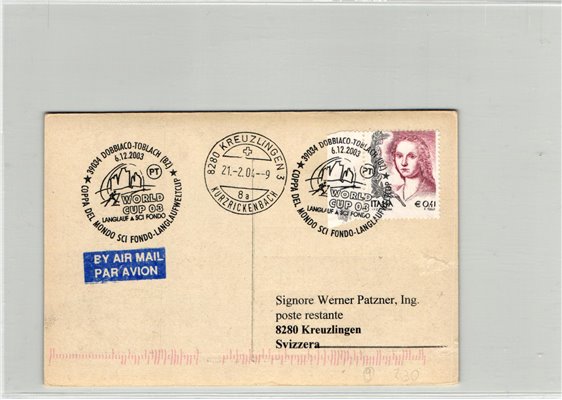 39034 DOBBIACO-TOBLACH (BZ)
6.12.2003
PT
WORLD
CUP 03
LANGLAUF & SCI FONDO
COPPA DEL MONDO SCI FONDO-LANGLAUFWELTCUP
8280 KREUZLINGEN 3
21.-2.04-9
8a
KURZRICKENBACH
39034 DOBBIACO-TOBLACH (BZ)
6.12.2003
PT
WORLD
CUP 03
LANGLAUF & SCI FONDO
COPPA DEL MONDO SCI FONDO-LANGLAUFWELTCUP
ITALIA
€ 0,41
BY AIR MAIL
PAR AVION
Signore Werner Patzner, Ing.
poste restante
8280 Kreuzlingen
Svizzera